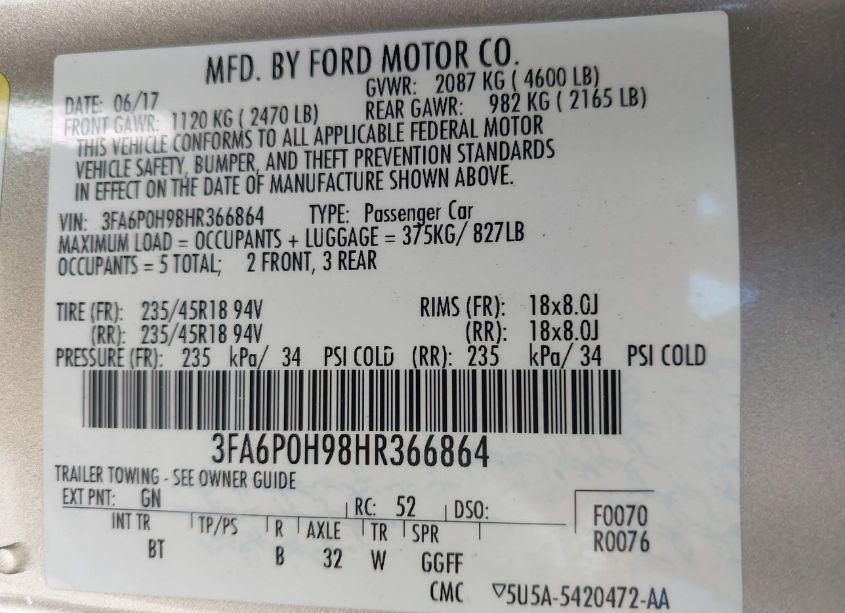 MFD. BY FORD MOTOR CO.
DATE: 06/17 GVWR: 2087 KG ( 4600 LB)
FRONT GAWR: 1120 KG ( 2470 LB) REAR GAWR: 982 KG ( 2165 LB)
THIS VEHICLE CONFORMS TO ALL APPLICABLE FEDERAL MOTOR
VEHICLE SAFETY, BUMPER, AND THEFT PREVENTION STANDARDS
IN EFFECT ON THE DATE OF MANUFACTURE SHOWN ABOVE.
VIN: 3FA6P0H98HR366864 TYPE: Passenger Car
MAXIMUM LOAD = OCCUPANTS + LUGGAGE = 375KG/ 827LB
OCCUPANTS = 5 TOTAL; 2 FRONT, 3 REAR
TIRE (FR): 235/45R18 94V RIMS (FR): 18x8.0J
(RR): 235/45R18 94V (RR): 18x8.0J
PRESSURE (FR): 235 kPa/ 34 PSI COLD (RR): 235 kPa/ 34 PSI COLD
3FA6P0H98HR366864
TRAILER TOWING - SEE OWNER GUIDE
EXT PNT: GN RC: 52 DSO: F0070
INT TR TP/PS R AXLE TR SPR R0076
BT B 32 W GGFF
CMC ▽5U5A-5420472-AA